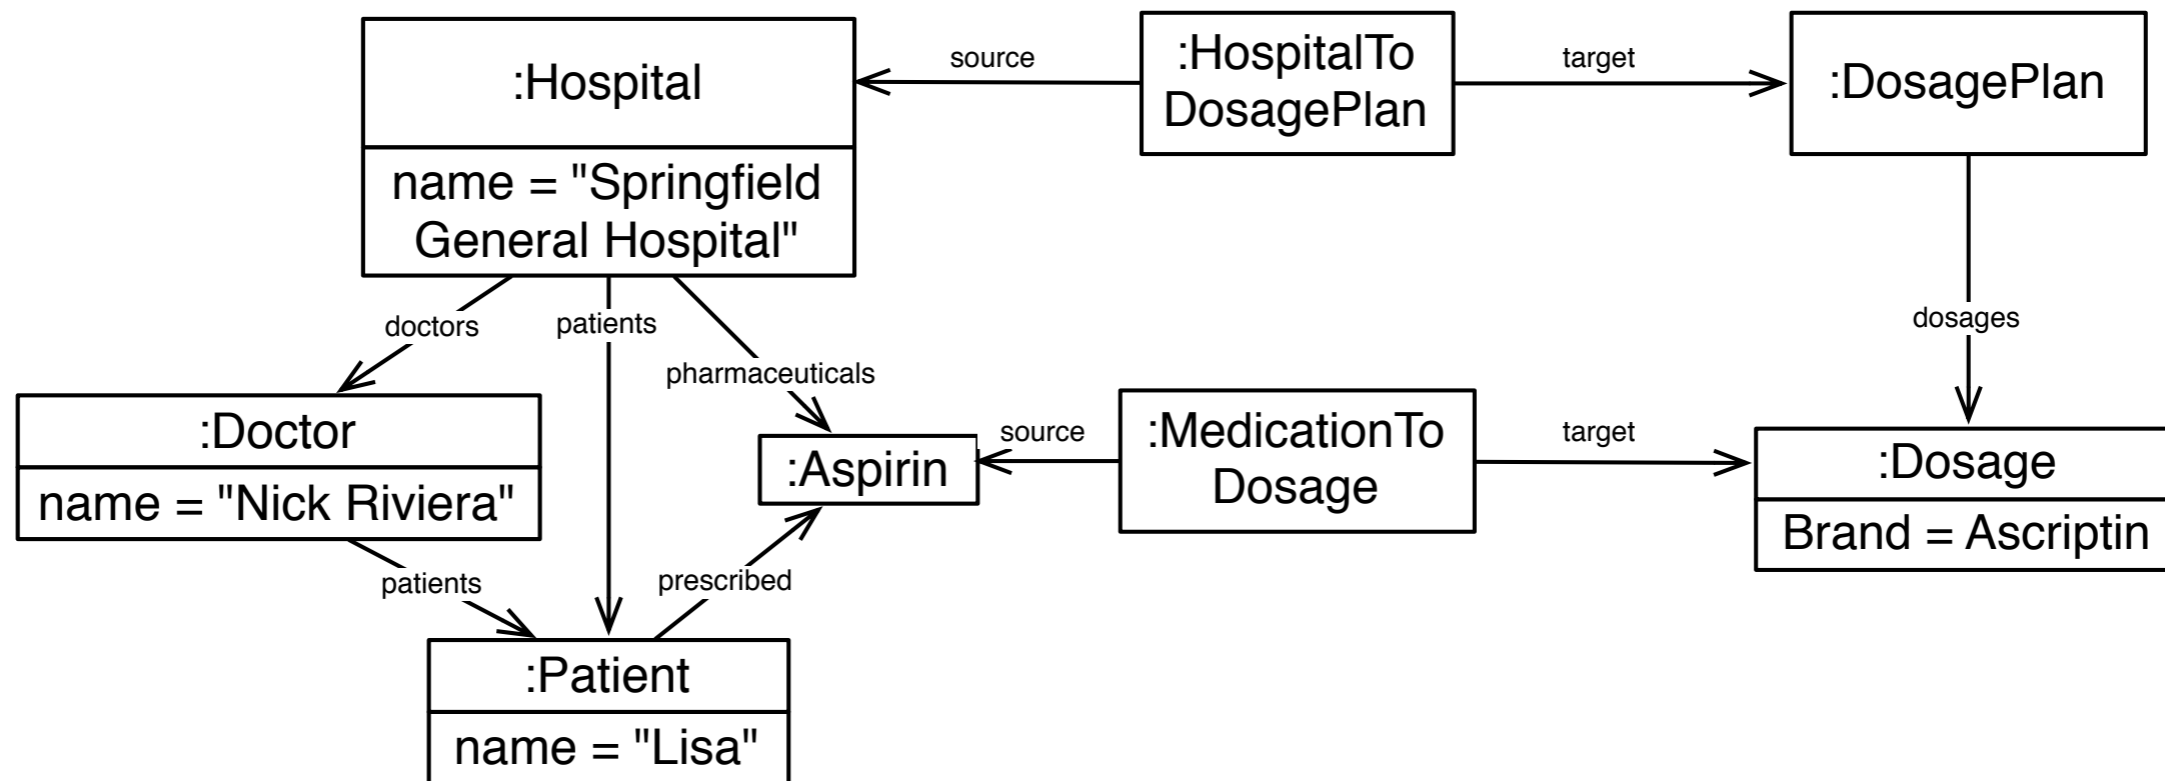 :Hospital
name = "Springfield
General Hospital"
source
:HospitalTo
DosagePlan
target
:DosagePlan
doctors
patients
pharmaceuticals
dosages
:Doctor
name = "Nick Riviera"
:Aspirin
source
:MedicationTo
Dosage
target
:Dosage
Brand = Ascriptin
patients
prescribed
:Patient
name = "Lisa"